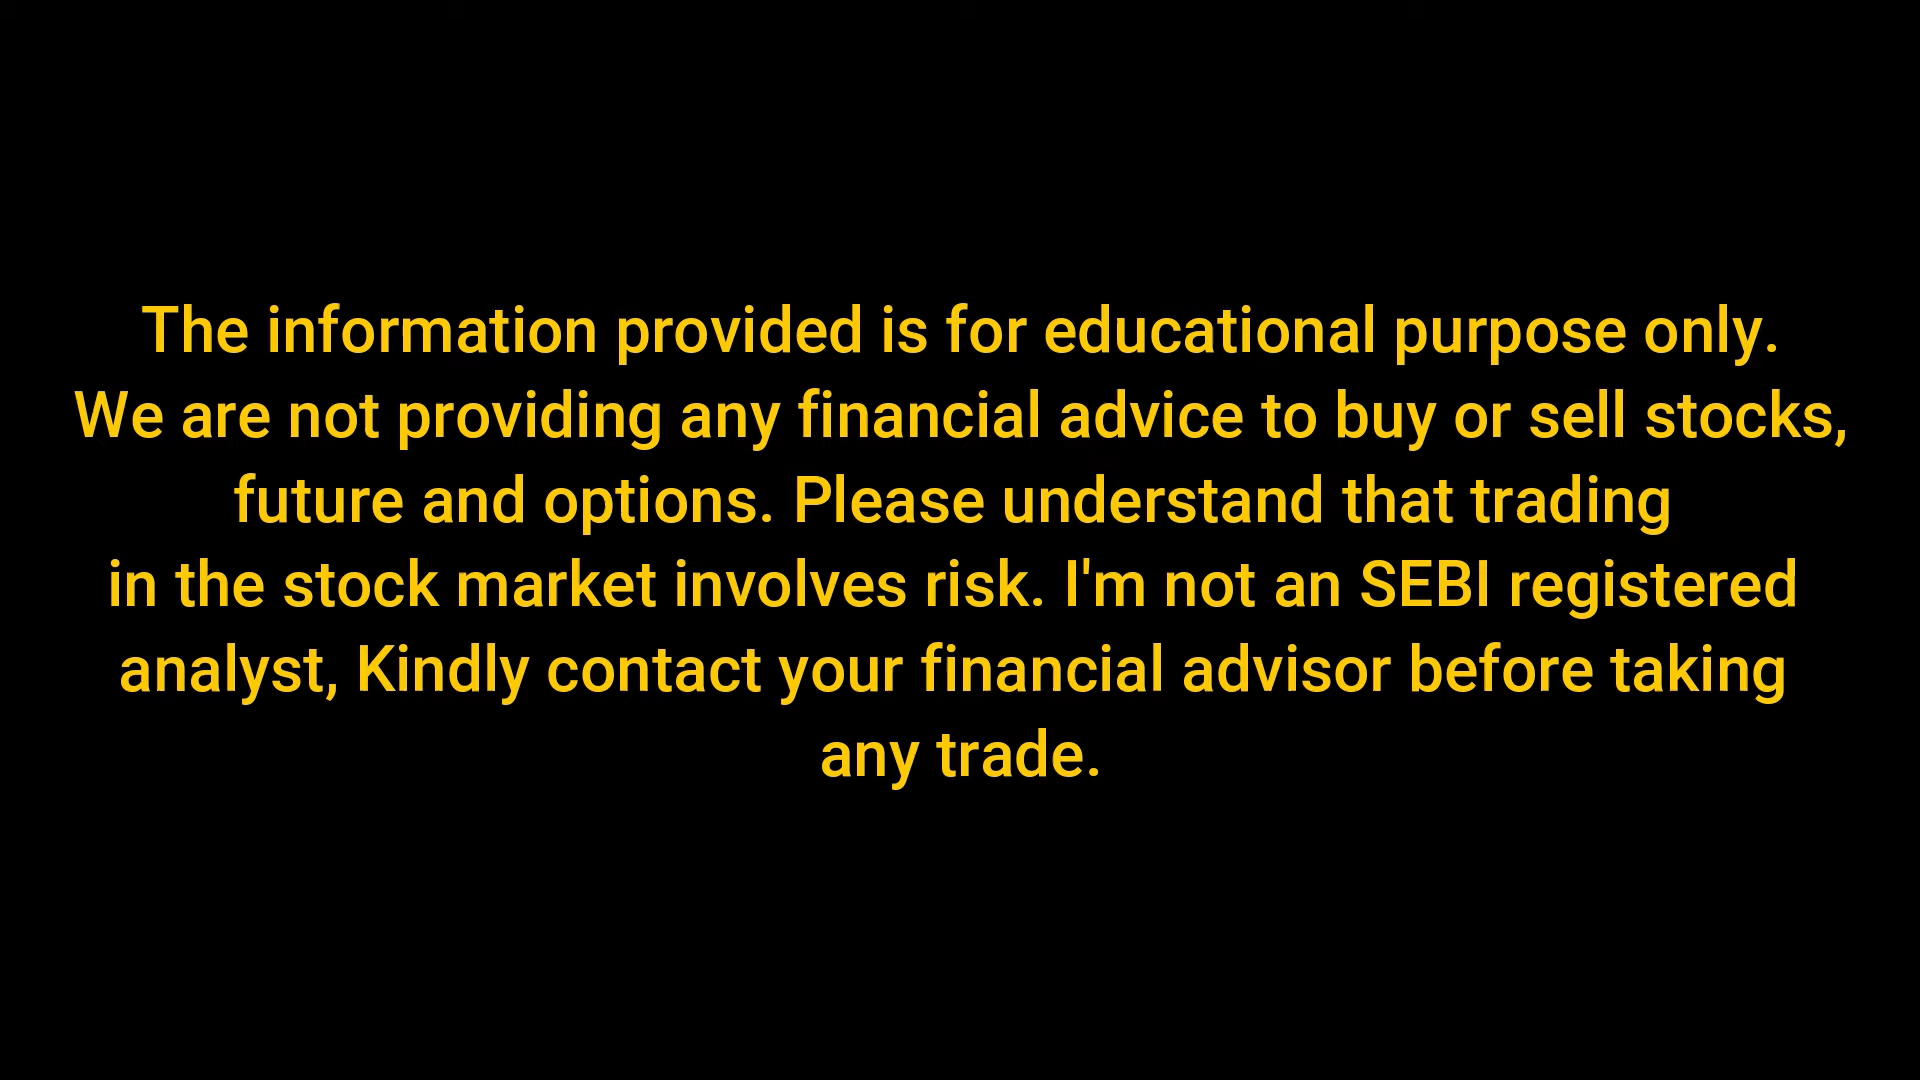 The information provided is for educational purpose only.
We are not providing any financial advice to buy or sell stocks,
future and options. Please understand that trading
in the stock market involves risk. I'm not an SEBI registered
analyst, Kindly contact your financial advisor before taking
any trade.